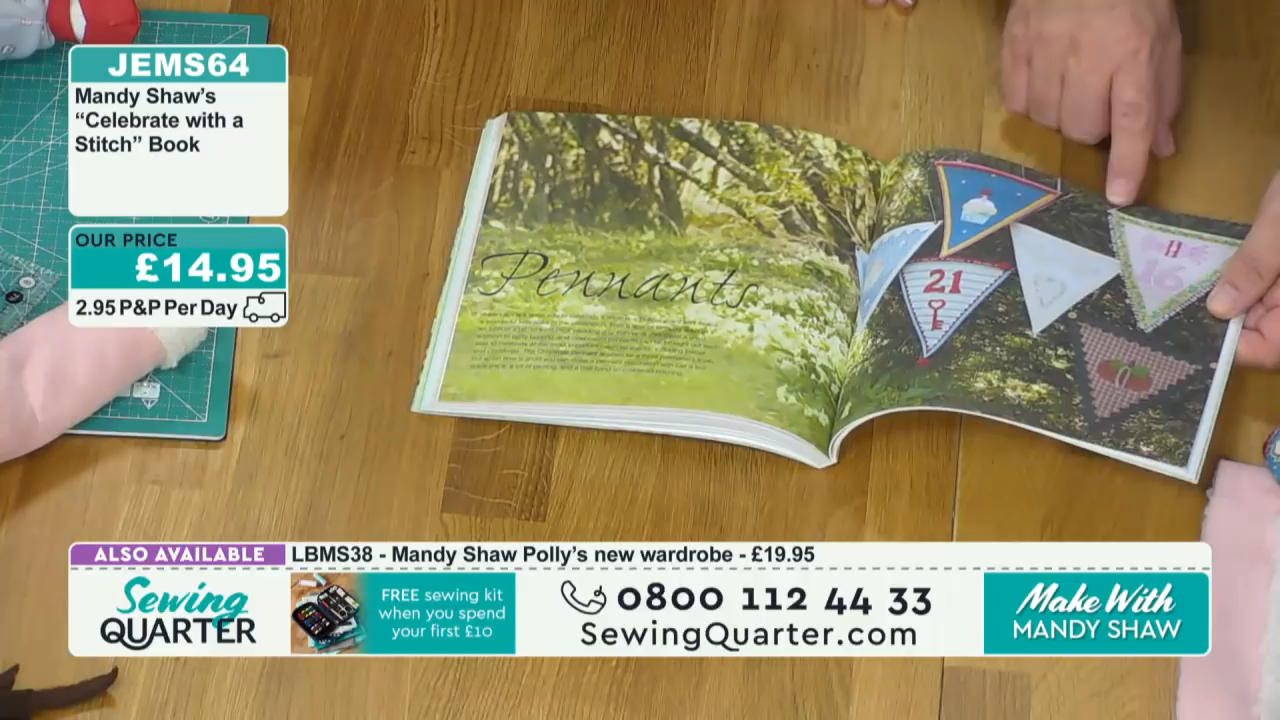 JEMS64
Mandy Shaw's
"Celebrate with a
Stitch" Book
OUR PRICE
£14.95
2.95 P&P Per Day
Pennants
21
H
16
ALSO AVAILABLE
LBMS38 - Mandy Shaw Polly's new wardrobe - £19.95
Sewing
QUARTER
FREE sewing kit
when you spend
your first £10
0800 112 44 33
SewingQuarter.com
Make With
MANDY SHAW